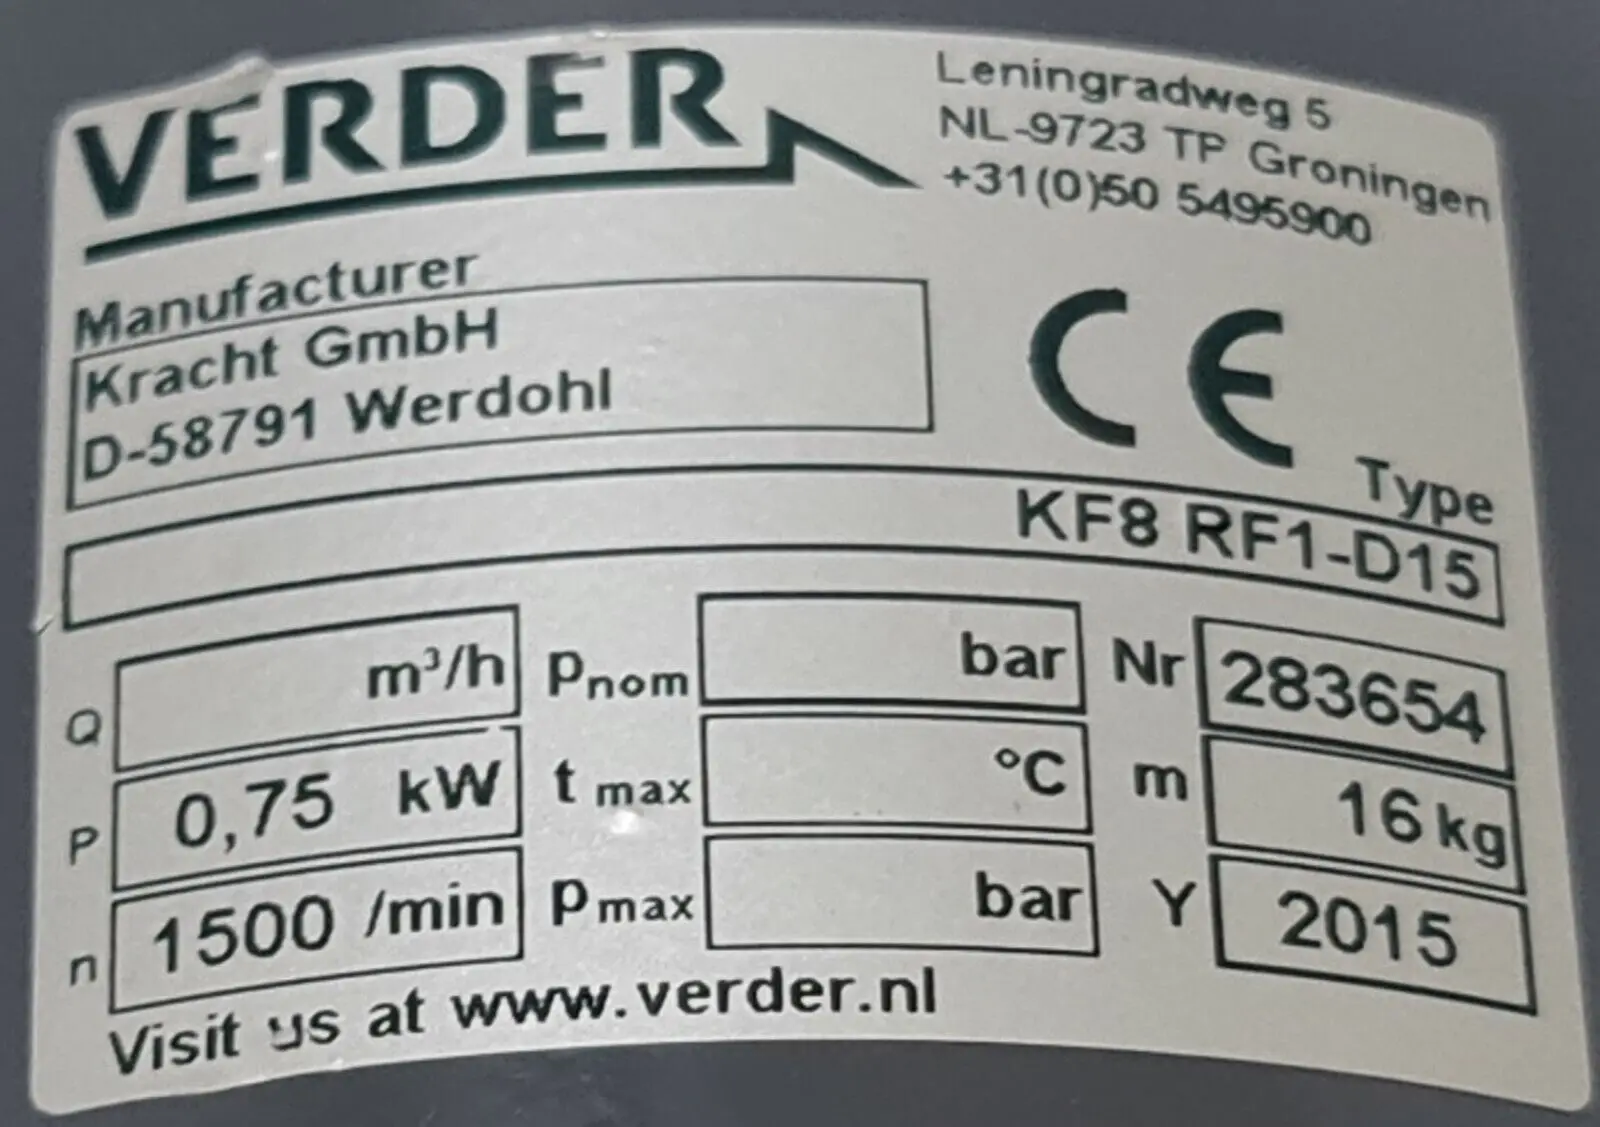 VERDER
Leningradweg 5
NL-9723 TP Groningen
+31(0)50 5495900
Manufacturer
Kracht GmbH
D-58791 Werdohl
CE
Type
KF8 RF1-D15
Q m³/h pnom bar Nr 283654
P 0,75 kW t max °C m 16 kg
n 1500 /min pmax bar Y 2015
Visit us at www.verder.nl